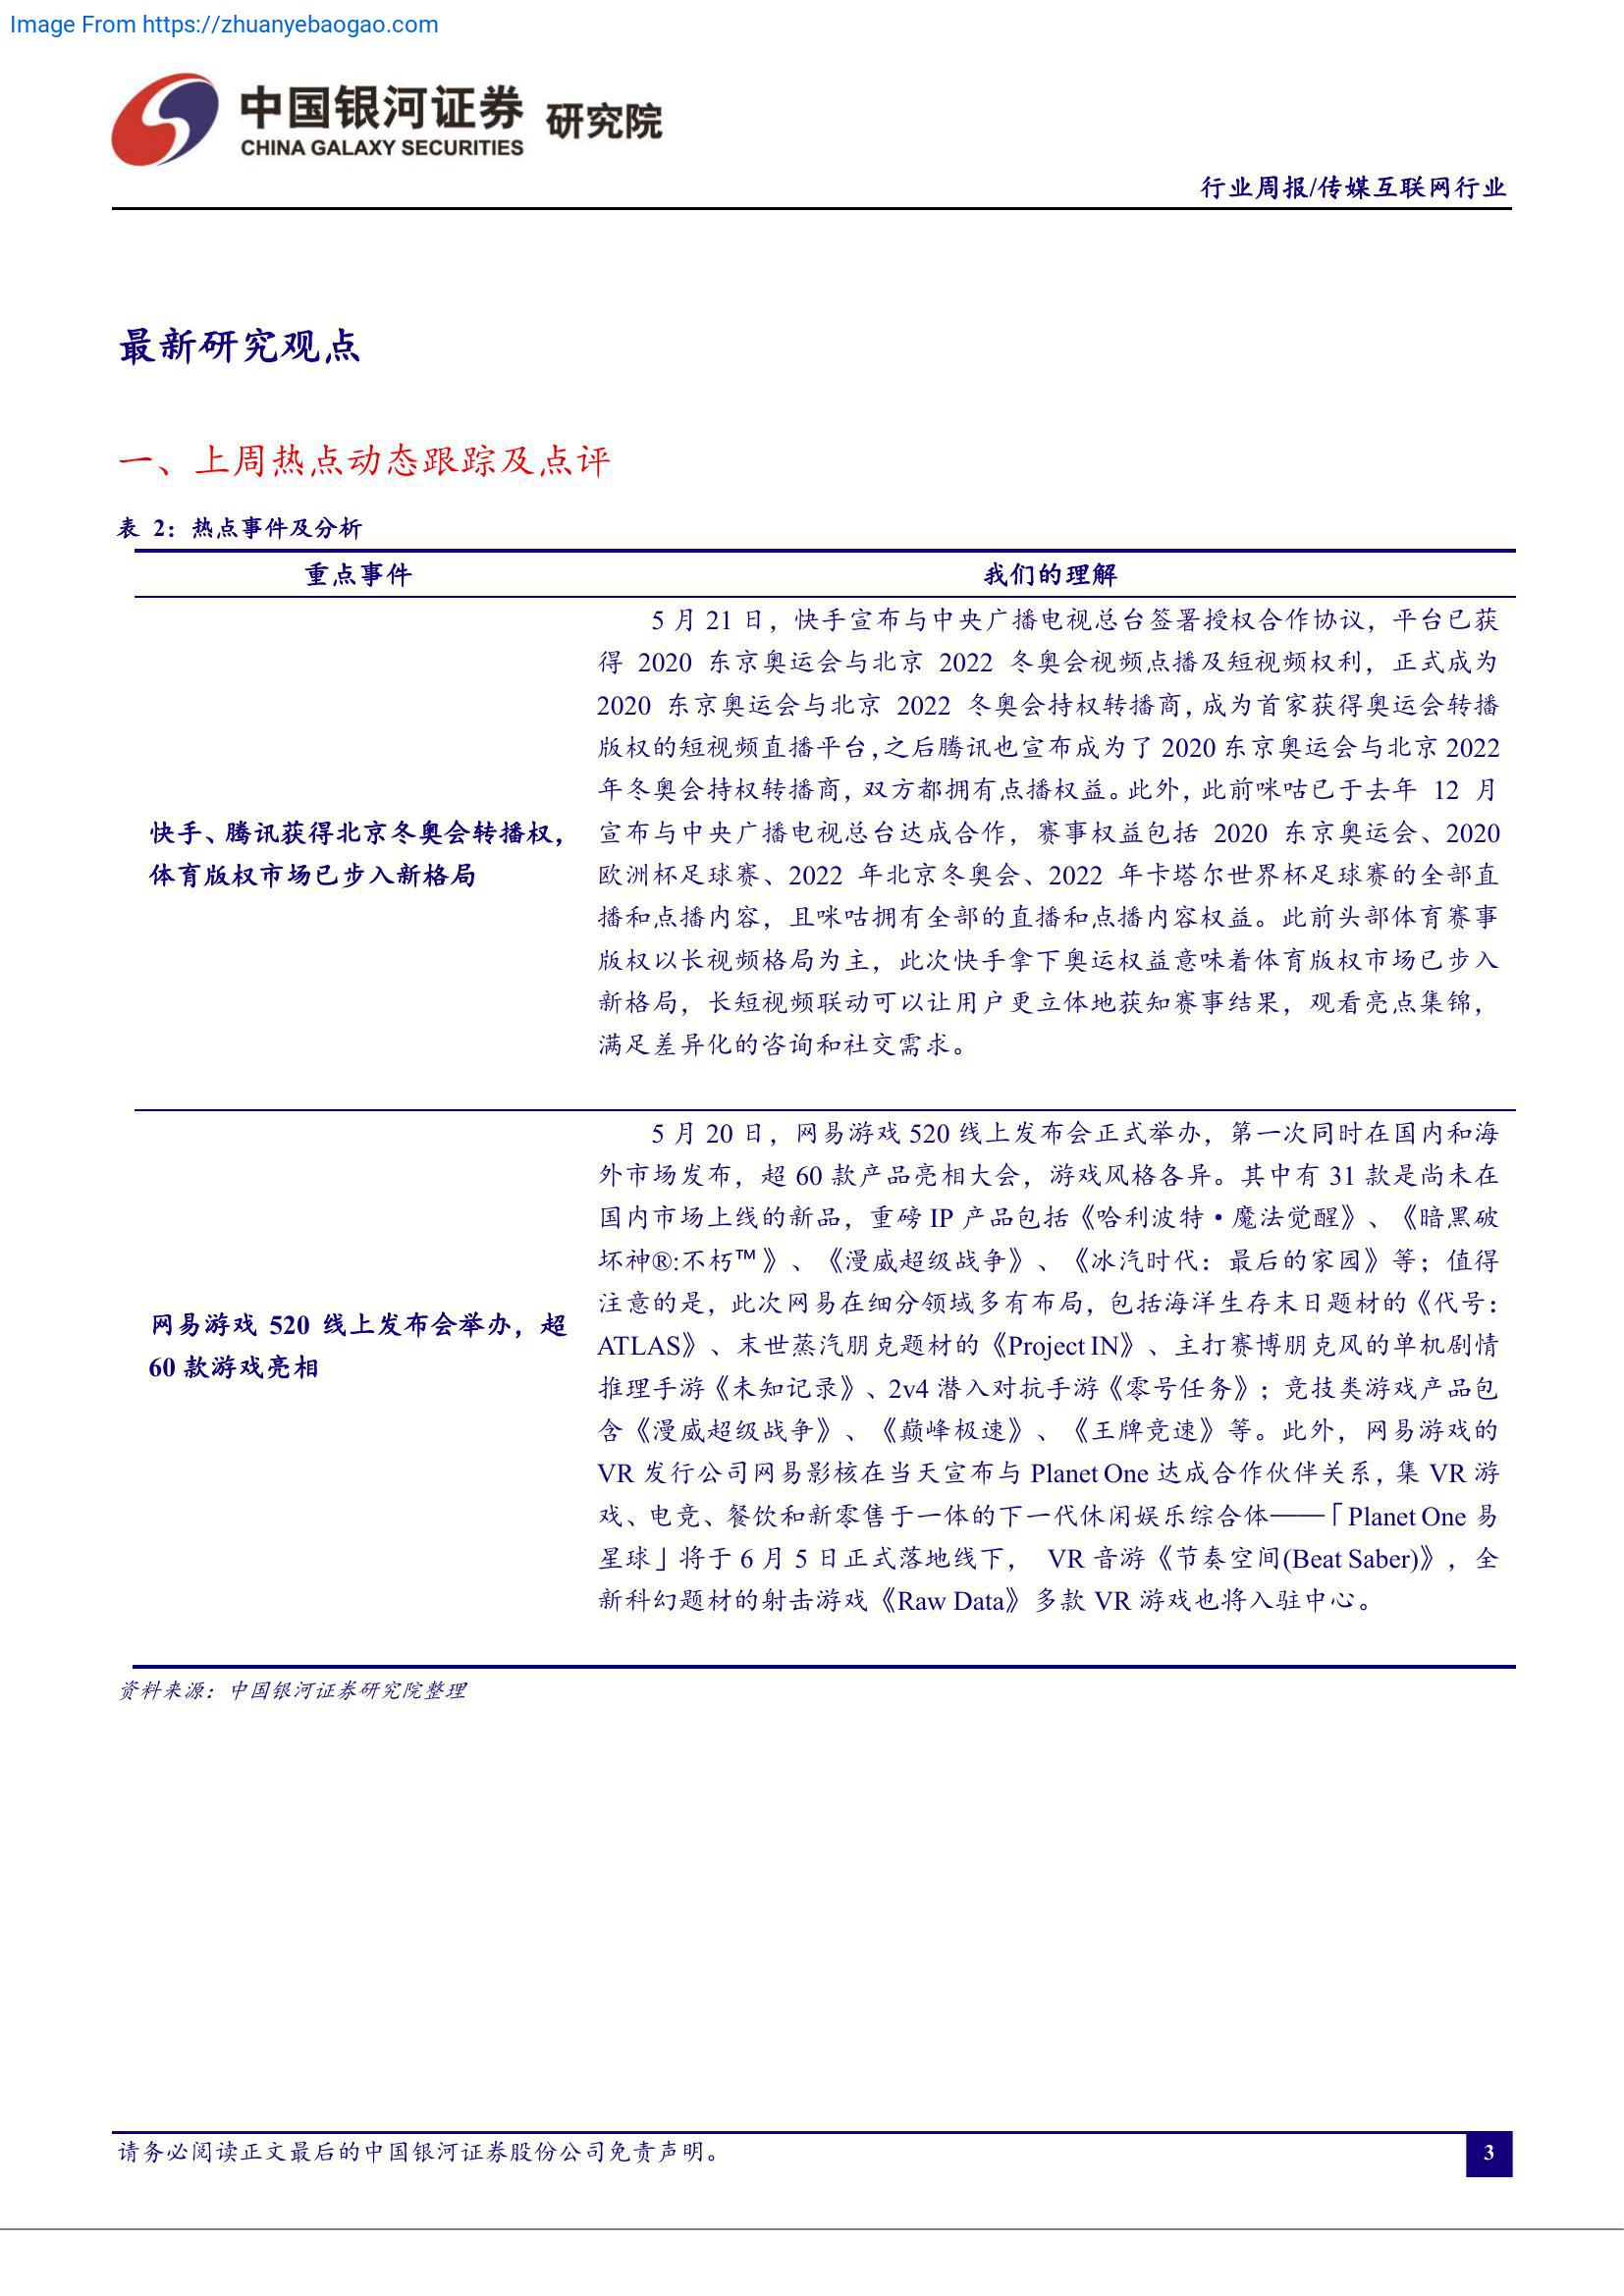 Image From https://zhuanyebaogao.com
中国银河证券 研究院
CHINA GALAXY SECURITIES
行业周报/传媒互联网行业
最新研究观点
一、上周热点动态跟踪及点评
表 2：热点事件及分析
重点事件 我们的理解
快手、腾讯获得北京冬奥会转播权，
体育版权市场已步入新格局
5 月 21 日，快手宣布与中央广播电视总台签署授权合作协议，平台已获
得 2020 东京奥运会与北京 2022 冬奥会视频点播及短视频权利，正式成为
2020 东京奥运会与北京 2022 冬奥会持权转播商，成为首家获得奥运会转播
版权的短视频直播平台，之后腾讯也宣布成为了 2020 东京奥运会与北京 2022
年冬奥会持权转播商，双方都拥有点播权益。此外，此前咪咕已于去年 12 月
宣布与中央广播电视总台达成合作，赛事权益包括 2020 东京奥运会、2020
欧洲杯足球赛、2022 年北京冬奥会、2022 年卡塔尔世界杯足球赛的全部直
播和点播内容，且咪咕拥有全部的直播和点播内容权益。此前头部体育赛事
版权以长视频格局为主，此次快手拿下奥运权益意味着体育版权市场已步入
新格局，长短视频联动可以让用户更立体地获知赛事结果，观看亮点集锦，
满足差异化的咨询和社交需求。
网易游戏 520 线上发布会举办，超
60 款游戏亮相
5 月 20 日，网易游戏 520 线上发布会正式举办，第一次同时在国内和海
外市场发布，超 60 款产品亮相大会，游戏风格各异。其中有 31 款是尚未在
国内市场上线的新品，重磅 IP 产品包括《哈利波特·魔法觉醒》、《暗黑破
坏神®:不朽™》、《漫威超级战争》、《冰汽时代：最后的家园》等；值得
注意的是，此次网易在细分领域多有布局，包括海洋生存末日题材的《代号：
ATLAS》、末世蒸汽朋克题材的《Project IN》、主打赛博朋克风的单机剧情
推理手游《未知记录》、2v4 潜入对抗手游《零号任务》；竞技类游戏产品包
含《漫威超级战争》、《巅峰极速》、《王牌竞速》等。此外，网易游戏的
VR 发行公司网易影核在当天宣布与 Planet One 达成合作伙伴关系，集 VR 游
戏、电竞、餐饮和新零售于一体的下一代休闲娱乐综合体——「Planet One 易
星球」将于 6 月 5 日正式落地线下， VR 音游《节奏空间(Beat Saber)》，全
新科幻题材的射击游戏《Raw Data》多款 VR 游戏也将入驻中心。
资料来源：中国银河证券研究院整理
请务必阅读正文最后的中国银河证券股份公司免责声明。
3